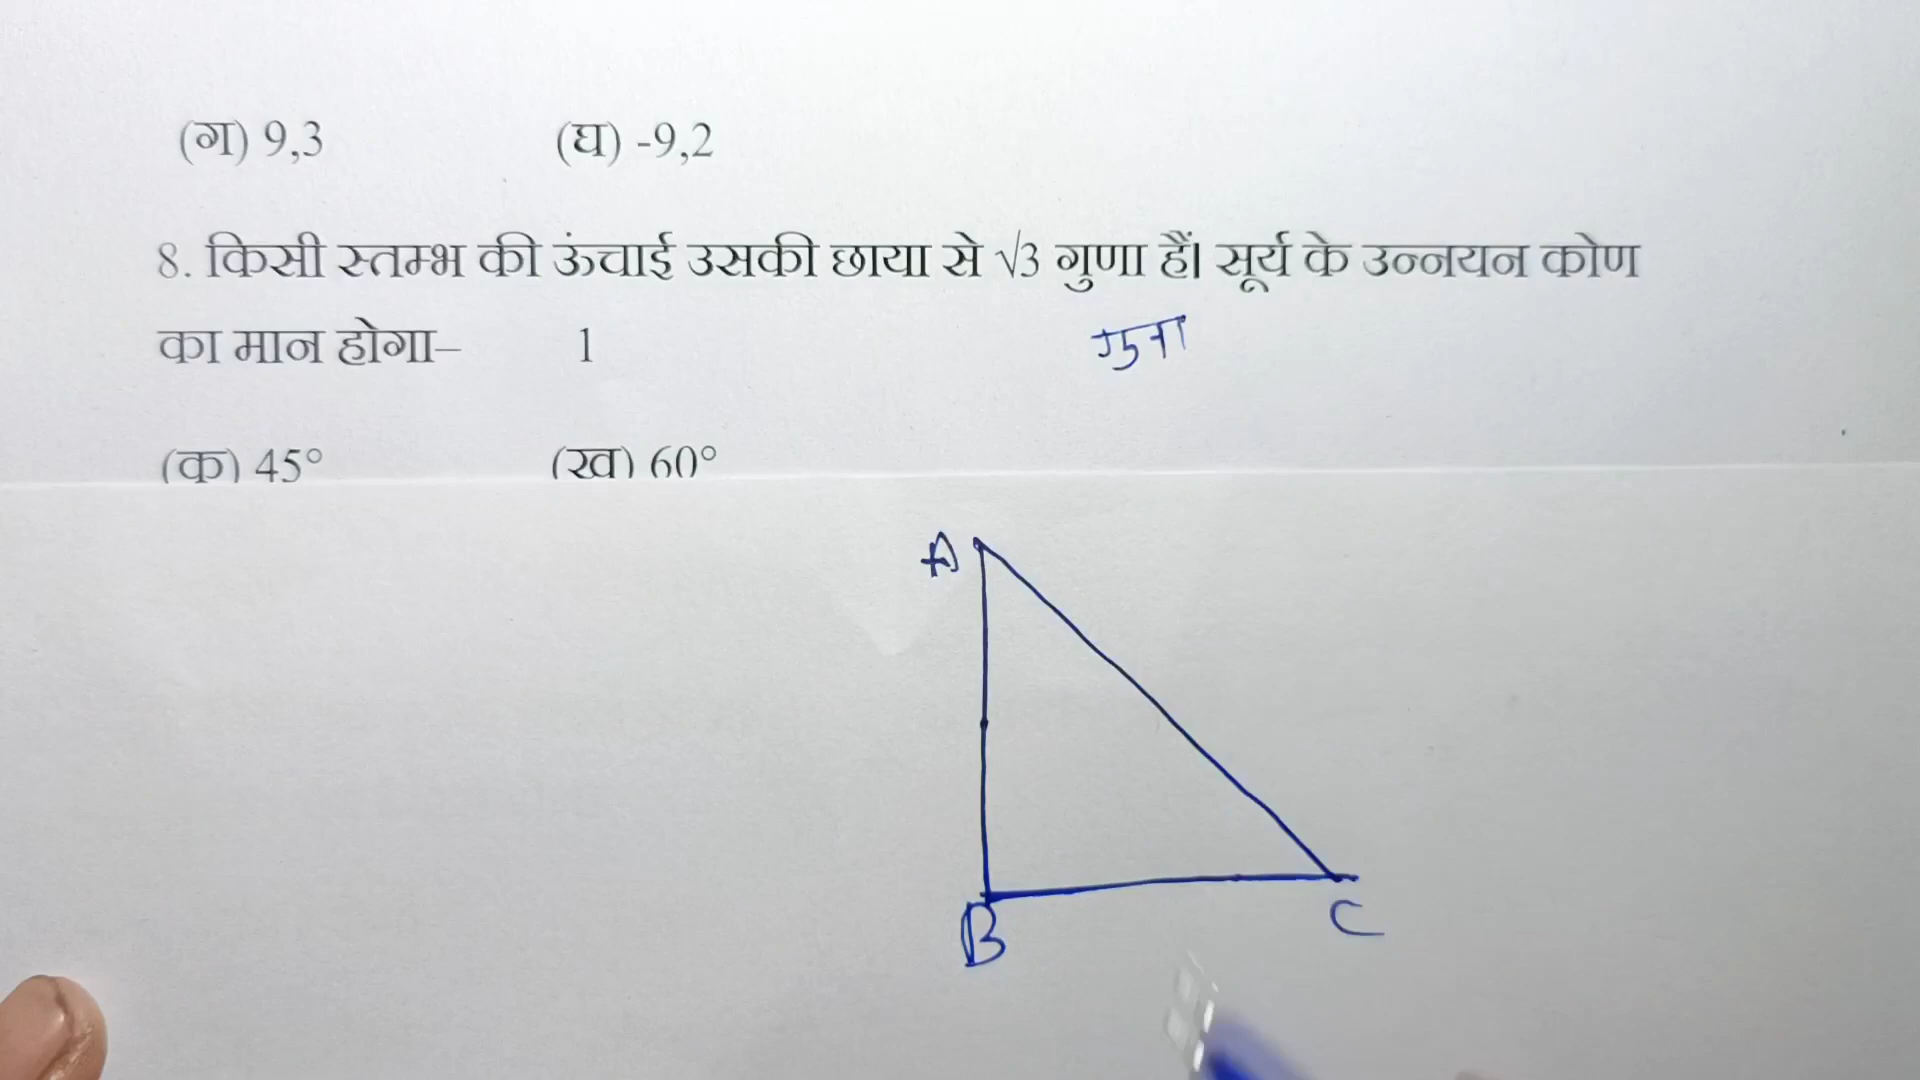 (ग) 9,3 (घ) -9,2
8. किसी स्तम्भ की ऊंचाई उसकी छाया से √3 गुणा हैं। सूर्य के उन्नयन कोण
का मान होगा– 1
गुना
(क) 45° (ख) 60°
A
B
C